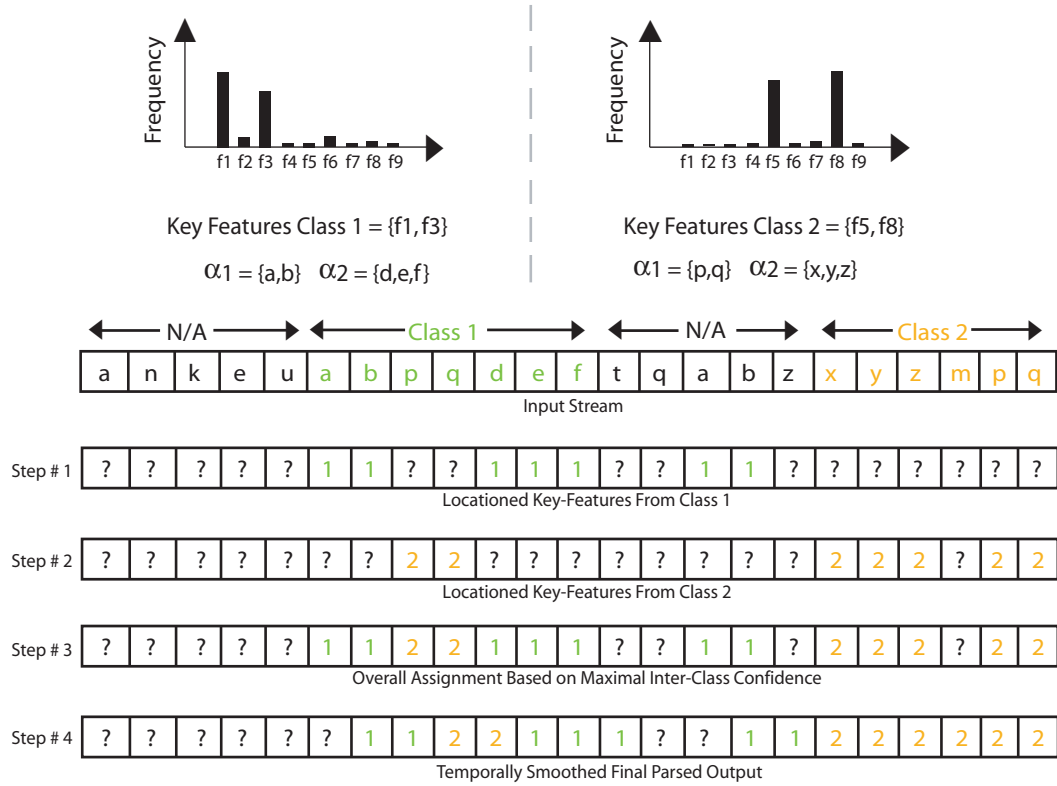 Frequency
f1 f2 f3 f4 f5 f6 f7 f8 f9
Key Features Class 1 = {f1, f3}
α1 = {a,b} α2 = {d,e,f}
Frequency
f1 f2 f3 f4 f5 f6 f7 f8 f9
Key Features Class 2 = {f5, f8}
α1 = {p,q} α2 = {x,y,z}
N/A Class 1 N/A Class 2
a n k e u a b p q d e f t q a b z x y z m p q
Input Stream
Step # 1 ? ? ? ? ? 1 1 ? ? 1 1 1 ? ? 1 1 ? ? ? ? ? ? ?
Locationed Key-Features From Class 1
Step # 2 ? ? ? ? ? ? ? 2 2 ? ? ? ? ? ? ? ? 2 2 2 ? 2 2
Locationed Key-Features From Class 2
Step # 3 ? ? ? ? ? 1 1 2 2 1 1 1 ? ? 1 1 ? 2 2 2 ? 2 2
Overall Assignment Based on Maximal Inter-Class Confidence
Step # 4 ? ? ? ? ? ? 1 1 2 2 1 1 1 ? ? 1 1 2 2 2 2 2 2
Temporally Smoothed Final Parsed Output